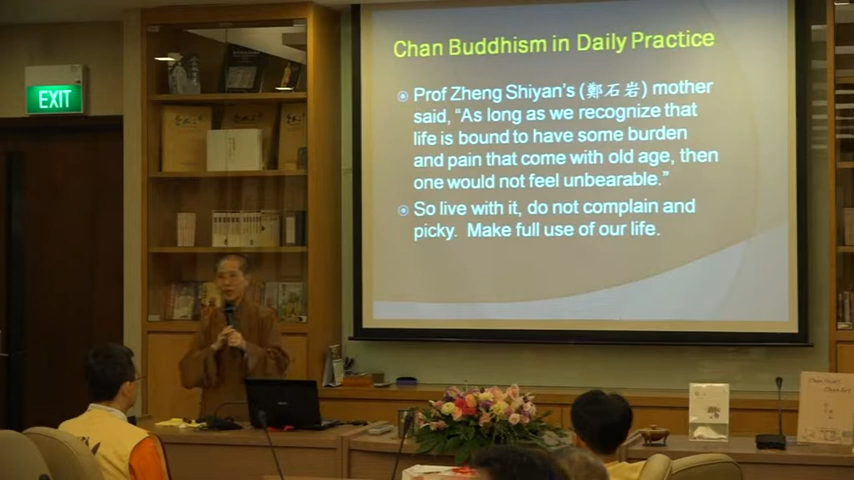 EXIT
Chan Buddhism in Daily Practice
Prof Zheng Shiyan's (鄭石岩) mother
said, "As long as we recognize that
life is bound to have some burden
and pain that come with old age, then
one would not feel unbearable."
So live with it, do not complain and
picky. Make full use of our life.